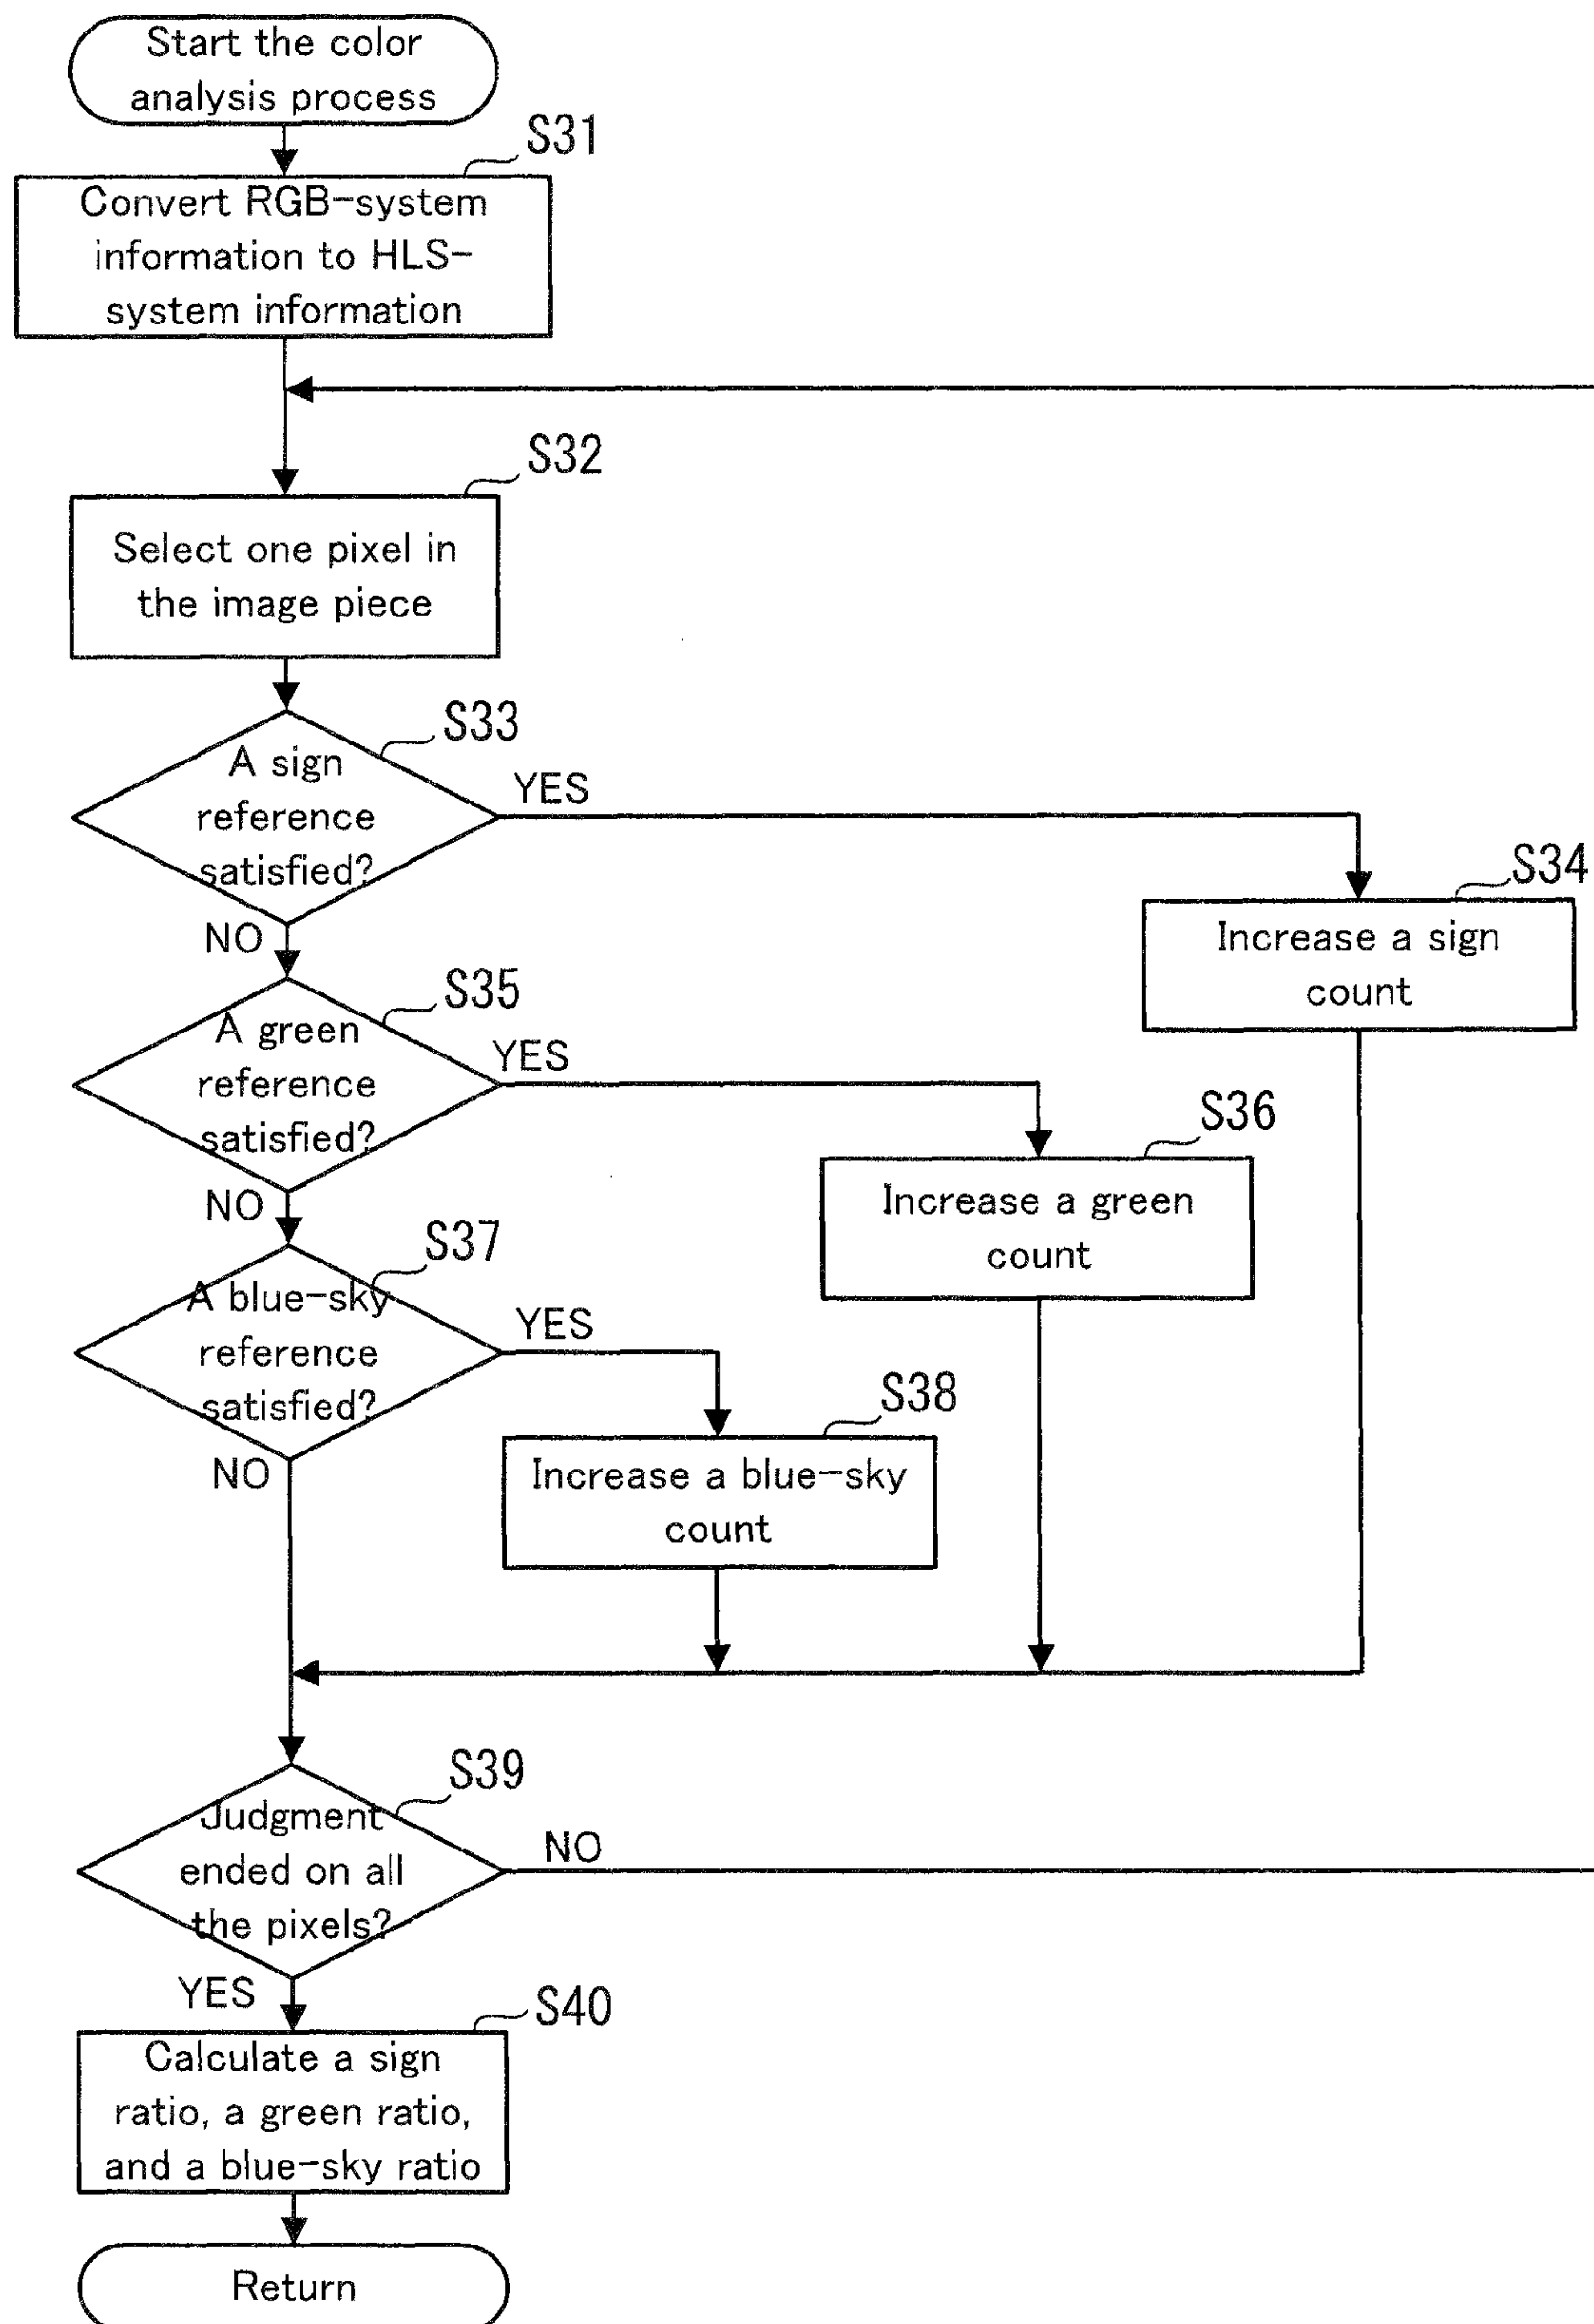 Start the color
analysis process
S31
Convert RGB-system
information to HLS-
system information
S32
Select one pixel in
the image piece
S33
A sign
reference
satisfied?
YES
NO
S34
Increase a sign
count
S35
A green
reference
satisfied?
YES
NO
S36
Increase a green
count
S37
A blue-sky
reference
satisfied?
YES
NO
S38
Increase a blue-sky
count
S39
Judgment
ended on all
the pixels?
NO
YES
S40
Calculate a sign
ratio, a green ratio,
and a blue-sky ratio
Return